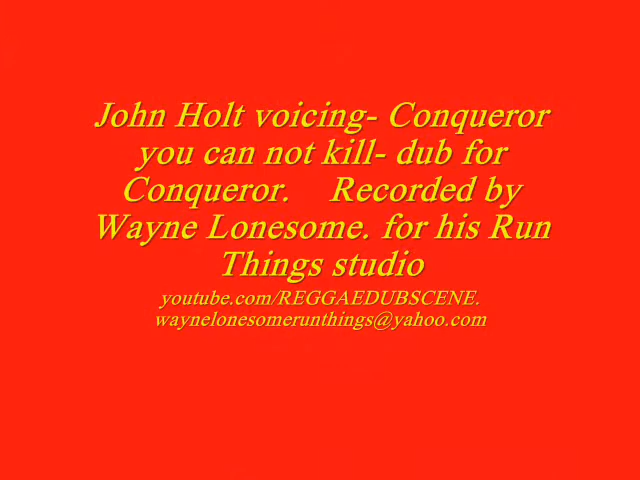 John Holt voicing- Conqueror
you can not kill- dub for
Conqueror.    Recorded by
Wayne Lonesome. for his Run
Things studio
youtube.com/REGGAEDUBSCENE.
waynelonesomerunthings@yahoo.com